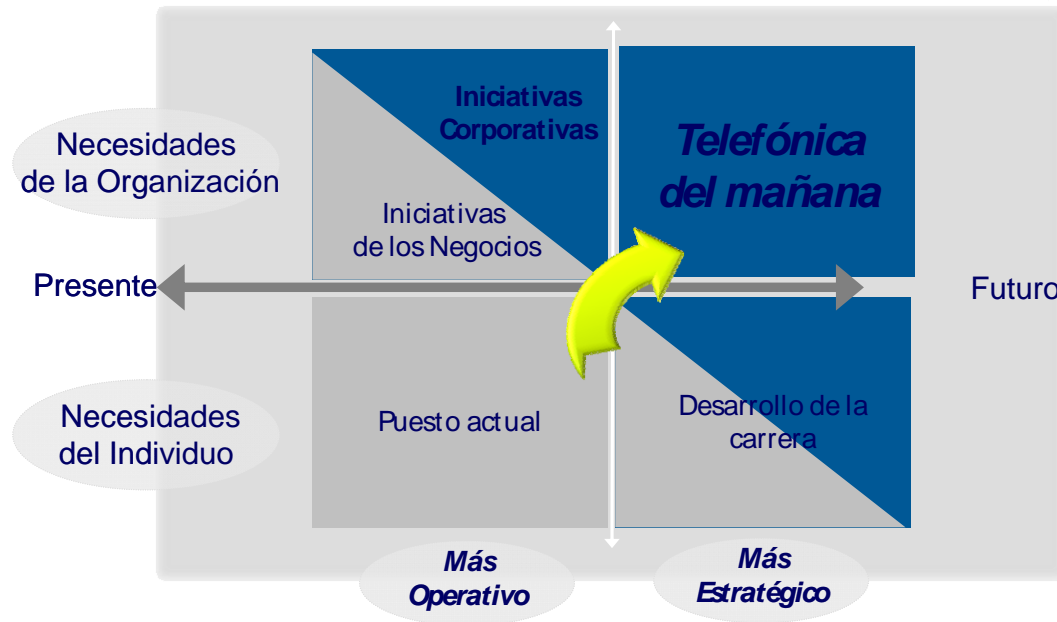 Iniciativas
Corporativas
Telefónica
del mañana
Necesidades
de la Organización
Iniciativas
de los Negocios
Presente
Futuro
Necesidades
del Individuo
Puesto actual
Desarrollo de la
carrera
Más
Operativo
Más
Estratégico